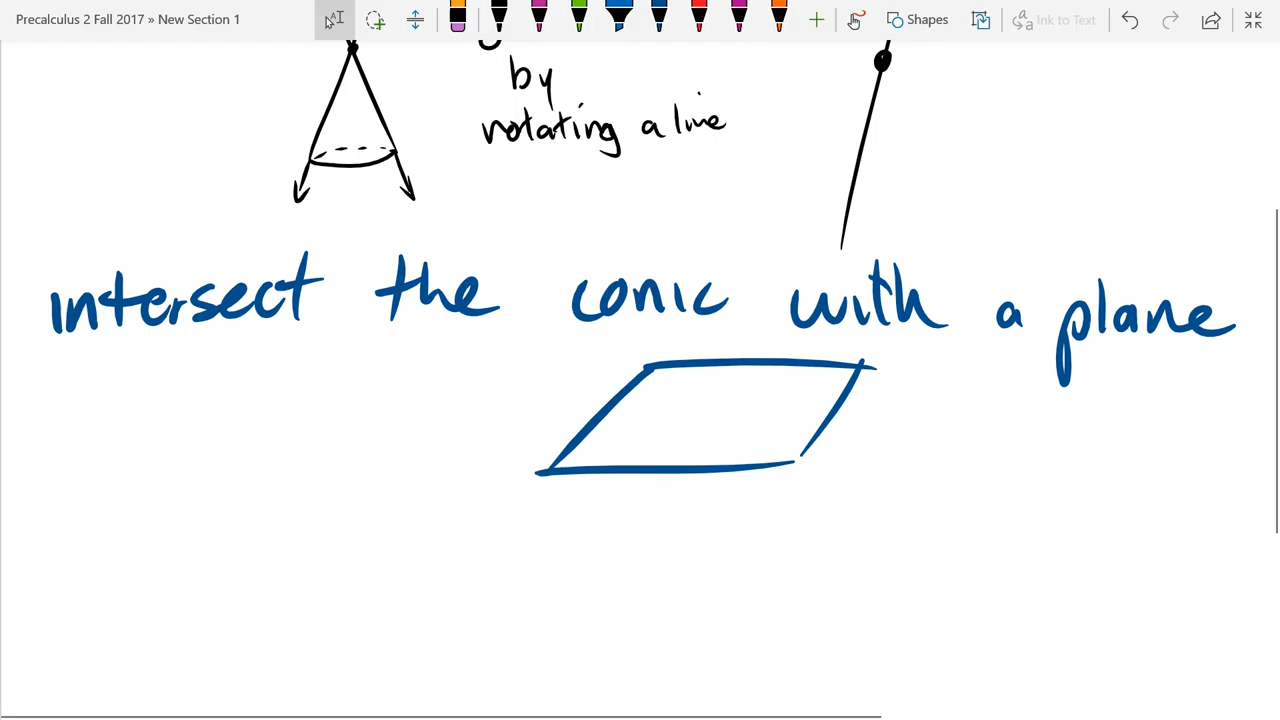 Precalculus 2 Fall 2017 » New Section 1
Shapes
Ink to Text
by
rotating a line
intersect the conic with a plane